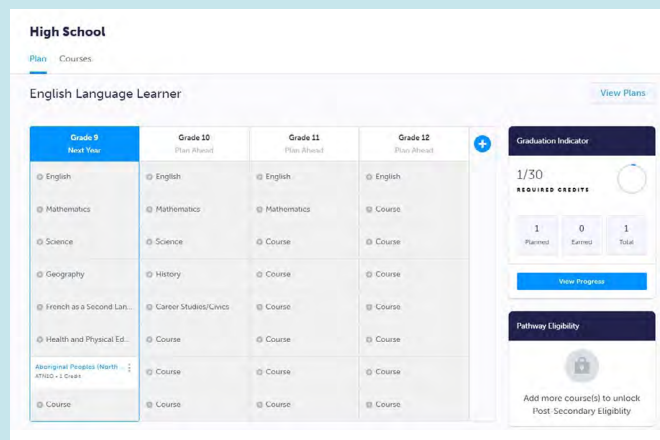 High School
Plan Courses
English Language Learner
View Plans
Grade 9
Next Year
Grade 10
Plan Ahead
Grade 11
Plan Ahead
Grade 12
Plan Ahead
English
English
English
English
Mathematics
Mathematics
Mathematics
Course
Science
Science
Course
Course
Geography
History
Course
Course
French as a Second Lan...
Career Studies/Civics
Course
Course
Health and Physical Ed...
Course
Course
Course
Aboriginal Peoples (North ...
ATN1O • 1 Credit
Course
Course
Course
Course
Course
Course
Course
Graduation Indicator
1/30
REQUIRED CREDITS
1
Planned
0
Earned
1
Total
View Progress
Pathway Eligibility
Add more course(s) to unlock
Post-Secondary Eligiblity